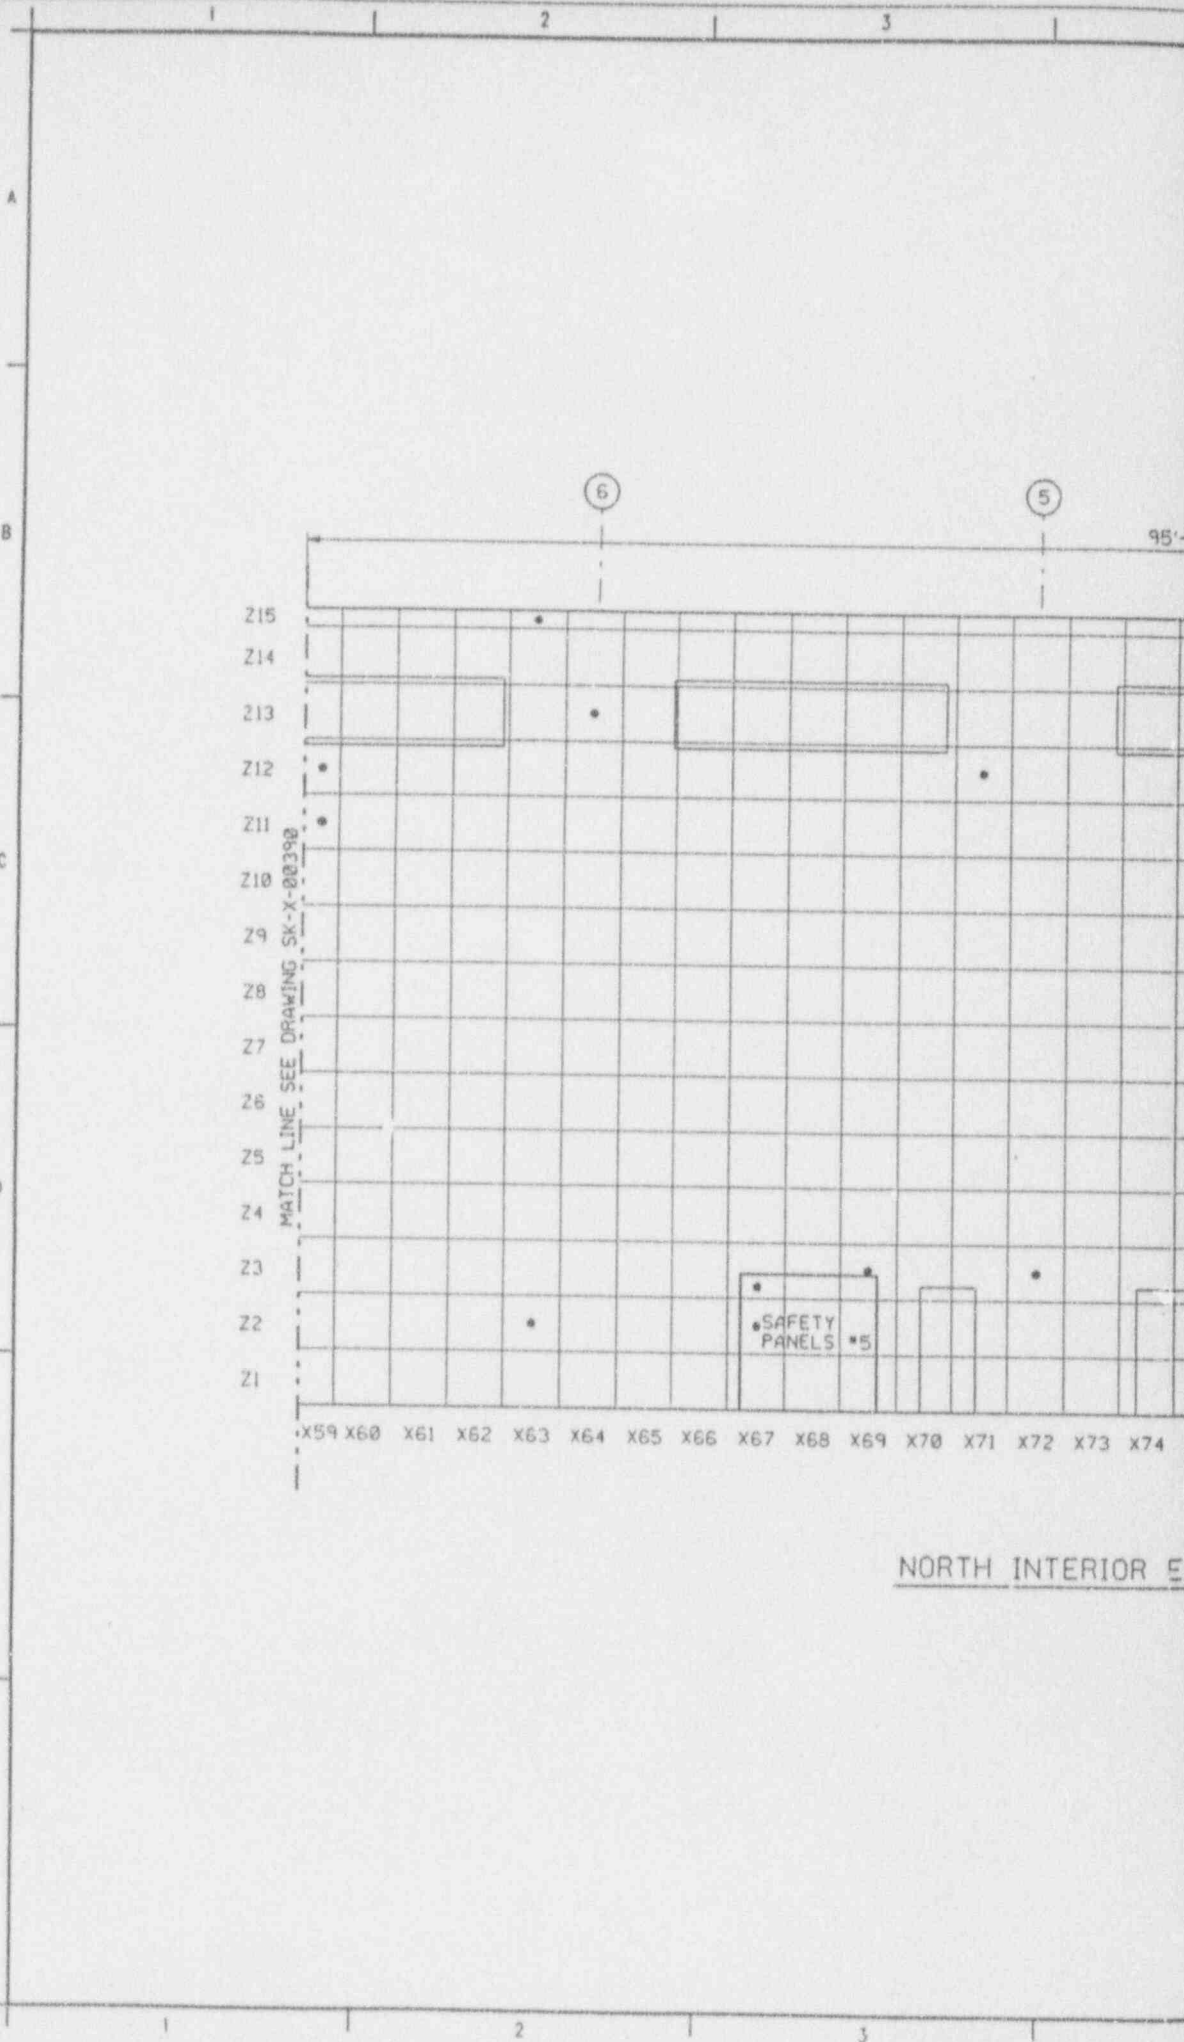 1 2 3
A
6 5
B
95'-
Z15
Z14
Z13
Z12
Z11
Z10
Z9
Z8
Z7
Z6
Z5
Z4
Z3
Z2
Z1
MATCH LINE SEE DRAWING SK-X-00390
SAFETY
PANELS
5
X59 X60 X61 X62 X63 X64 X65 X66 X67 X68 X69 X70 X71 X72 X73 X74
NORTH INTERIOR
1 2 3